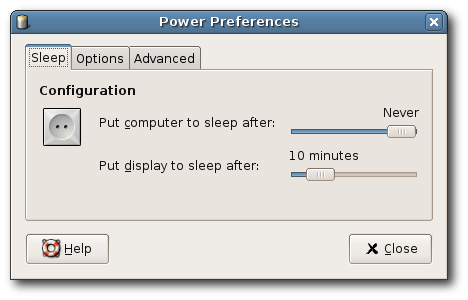 Power Preferences
Sleep Options Advanced
Configuration
Never
Put computer to sleep after:
10 minutes
Put display to sleep after:
Help Close